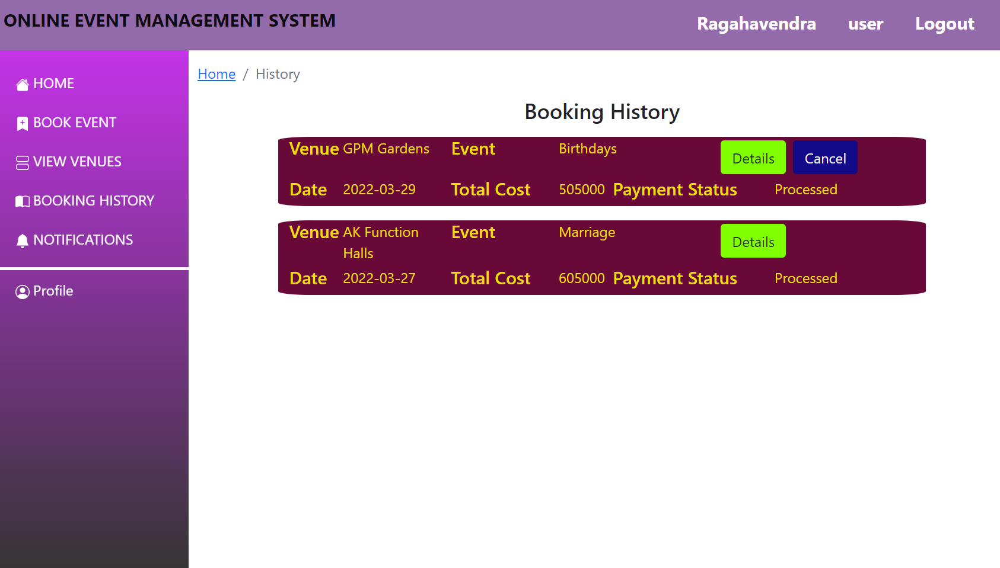 ONLINE EVENT MANAGEMENT SYSTEM
Ragahavendra user Logout
HOME
BOOK EVENT
VIEW VENUES
BOOKING HISTORY
NOTIFICATIONS
Profile
Home / History
Booking History
Venue GPM Gardens Event Birthdays Details Cancel
Date 2022-03-29 Total Cost 505000 Payment Status Processed
Venue AK Function Event Marriage Details
Halls
Date 2022-03-27 Total Cost 605000 Payment Status Processed